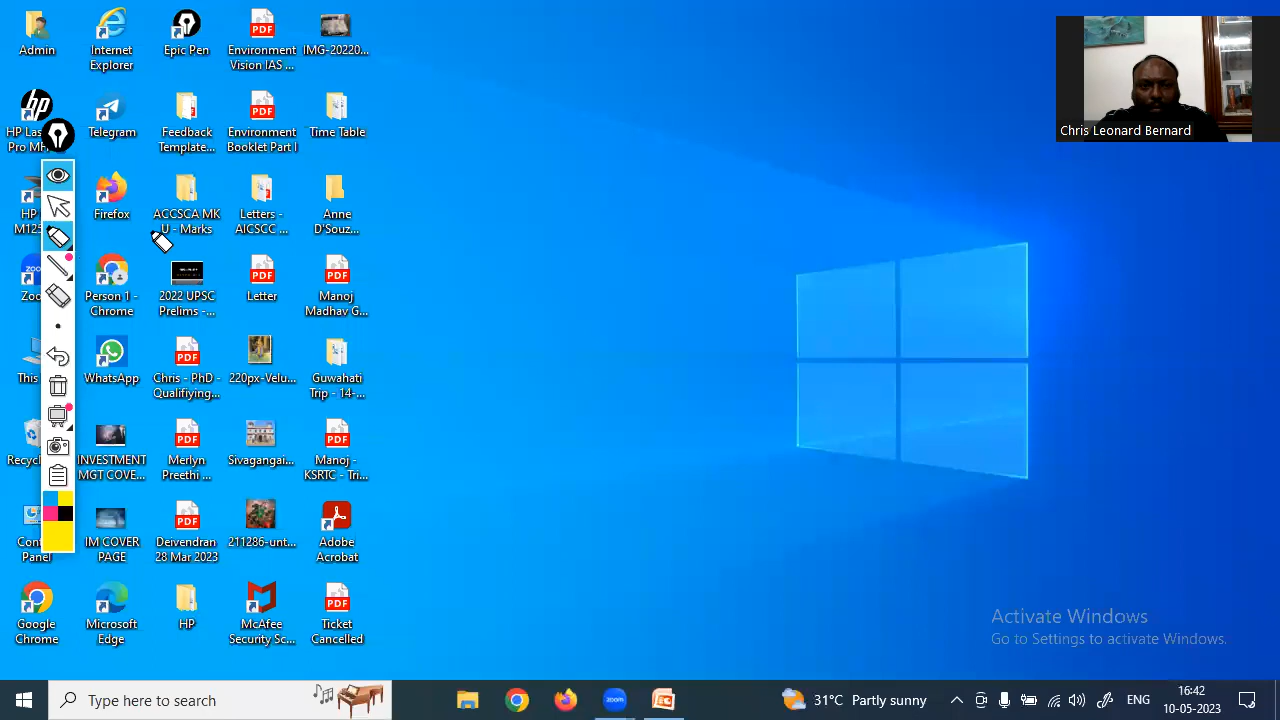 Admin
Internet
Explorer
Epic Pen
Environment
Vision IAS ...
IMG-20220...
Chris Leonard Bernard
HP Las
Pro MF
Telegram
Feedback
Template...
Environment
Booklet Part I
Time Table
HP
M125
Firefox
ACCSCA MK
U - Marks
Letters -
AICSCC ...
Anne
D'Souz...
Zoo
Person 1 -
Chrome
2022 UPSC
Prelims -...
Letter
Manoj
Madhav G...
This
WhatsApp
Chris - PhD -
Qualifiying...
220px-Velu...
Guwahati
Trip - 14-...
Recyc
INVESTMENT
MGT COVE...
Merlyn
Preethi ...
Sivagangai...
Manoj -
KSRTC - Tri...
Cont
Panel
IM COVER
PAGE
Deivendran
28 Mar 2023
211286-unt...
Adobe
Acrobat
Google
Chrome
Microsoft
Edge
HP
McAfee
Security Sc...
Ticket
Cancelled
Activate Windows
Go to Settings to activate Windows.
Type here to search
31°C Partly sunny
ENG
16:42
10-05-2023